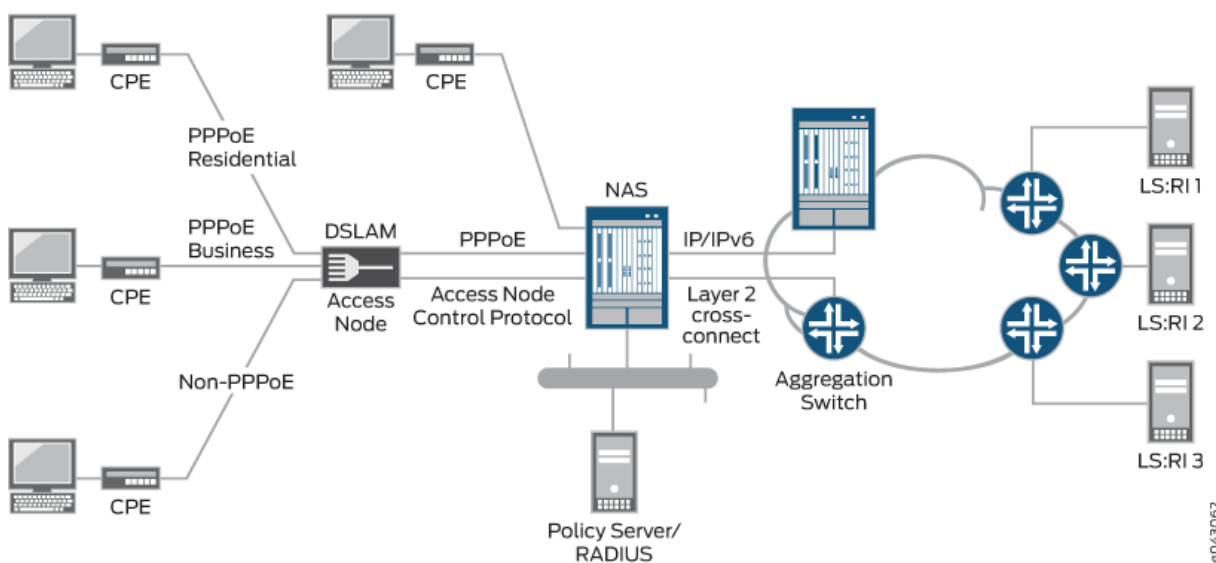 CPE
CPE
PPPoE
Residential
PPPoE
Business
CPE
DSLAM
Access
Node
PPPoE
Access Node
Control Protocol
NAS
IP/IPv6
Layer 2
cross-
connect
Aggregation
Switch
LS:RI 1
LS:RI 2
LS:RI 3
Non-PPPoE
CPE
Policy Server/
RADIUS